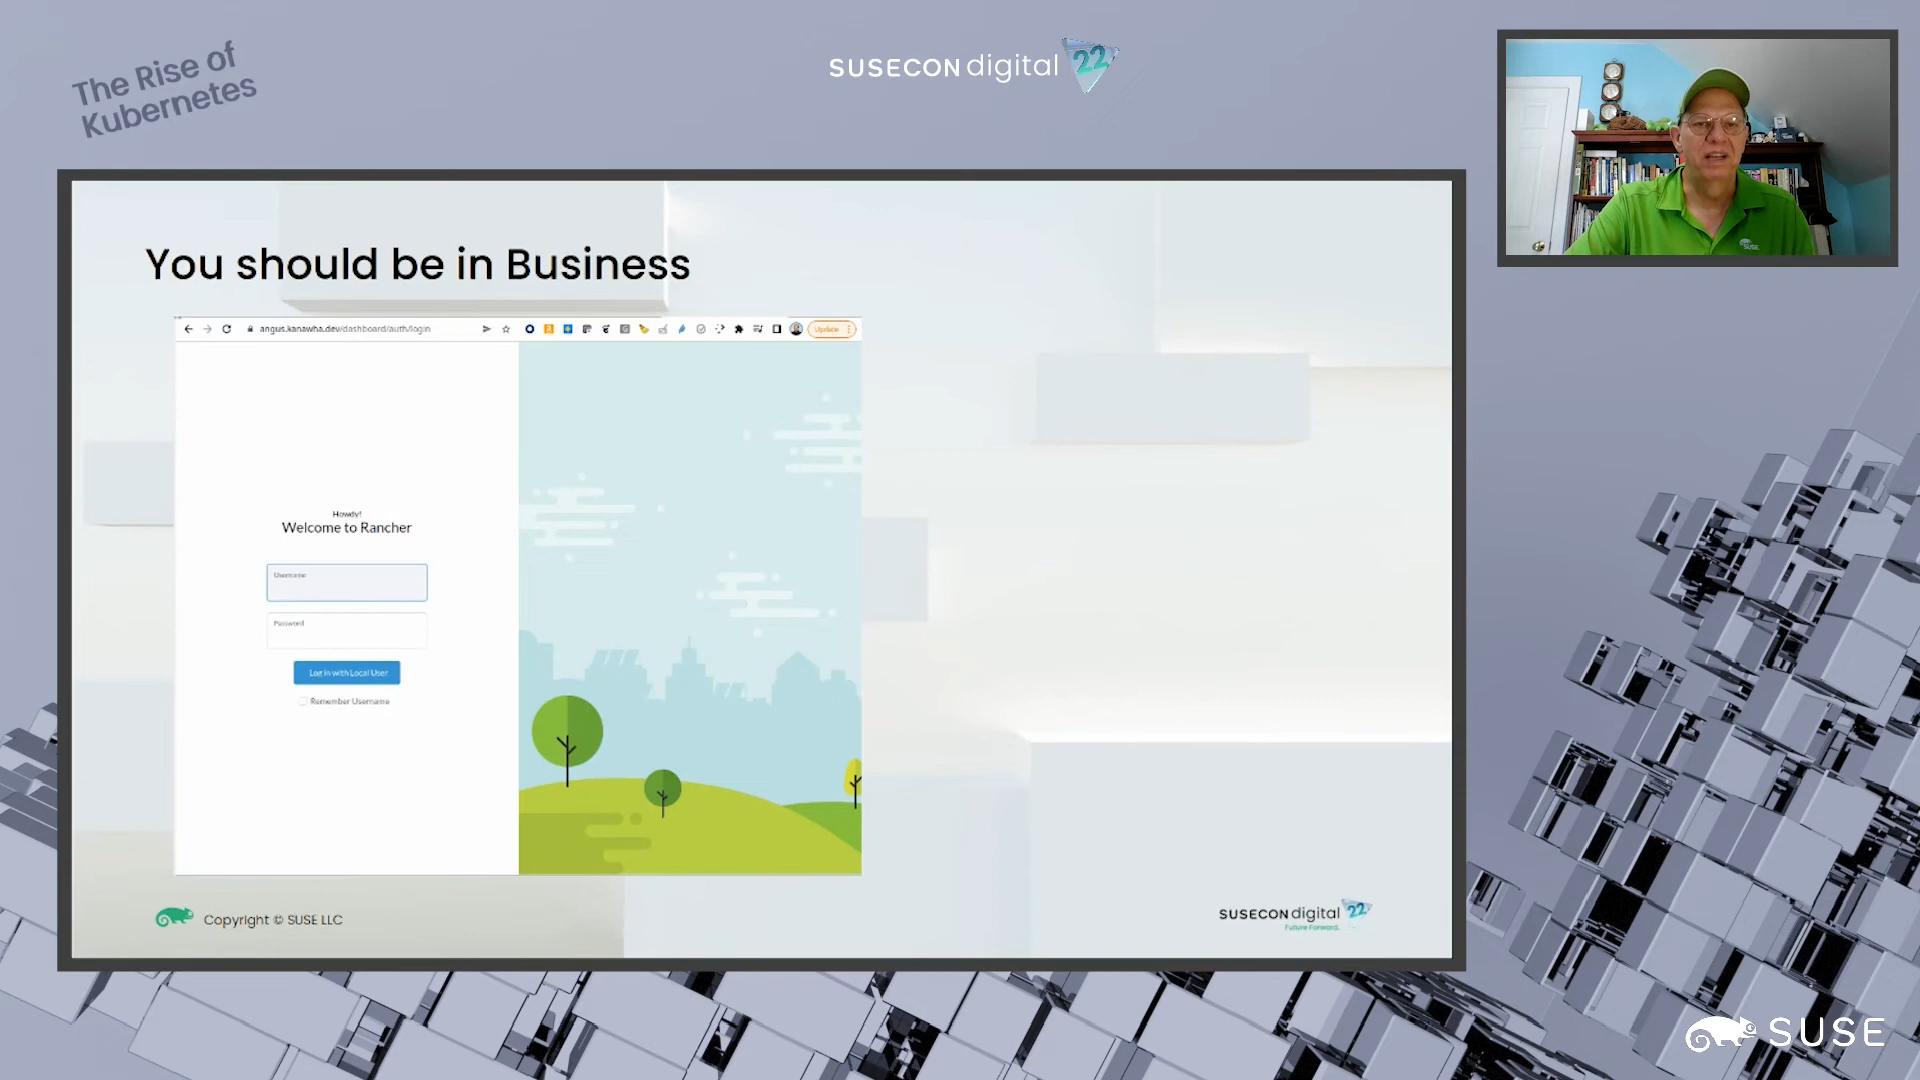 The Rise of
Kubernetes
SUSECON digital 22
You should be in Business
angus.kanawha.dev/dashboard/auth/login
Update
Howdy!
Welcome to Rancher
Username
Password
Log in with Local User
Remember Username
Copyright © SUSE LLC
SUSECON digital 22
Future Forward.
SUSE